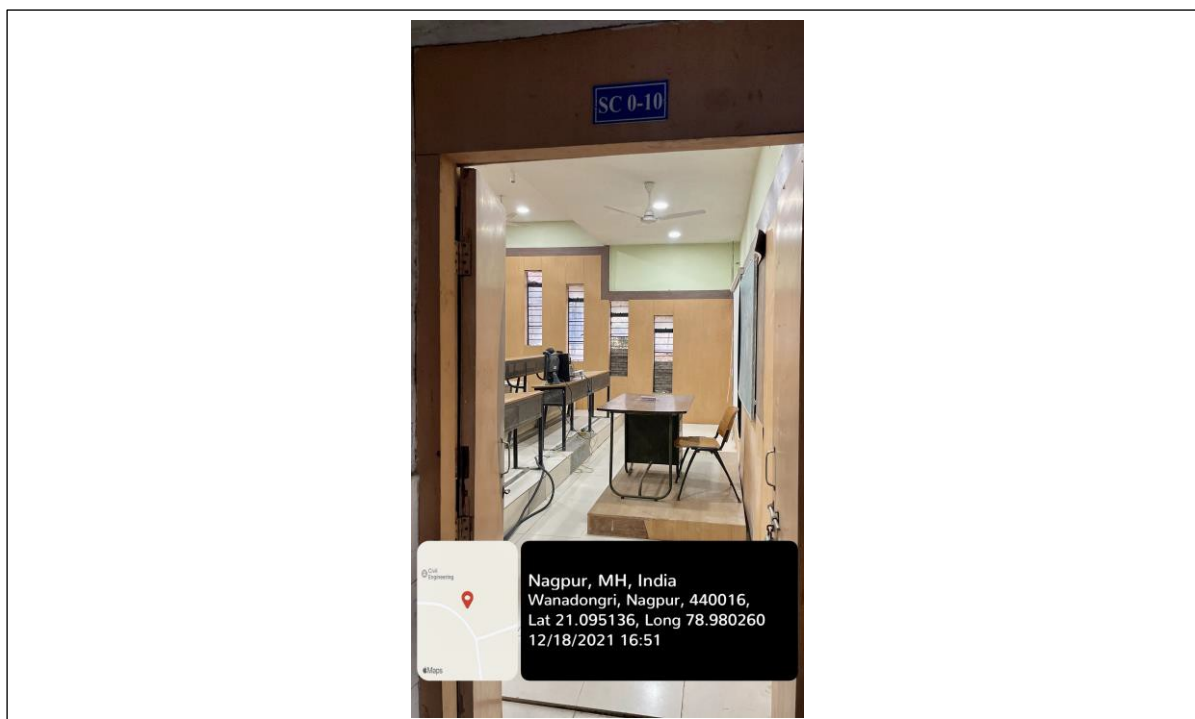 SC 0-10
Civil
Engineering
Maps
Nagpur, MH, India
Wanadongri, Nagpur, 440016,
Lat 21.095136, Long 78.980260
12/18/2021 16:51